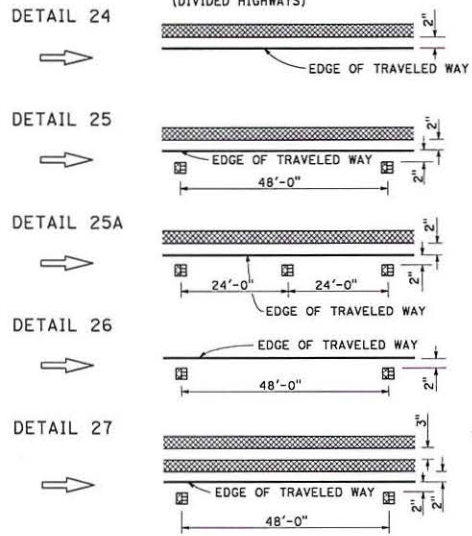 (DIVIDED HIGHWAYS)
DETAIL 24
2"
EDGE OF TRAVELED WAY
DETAIL 25
2"
EDGE OF TRAVELED WAY
2"
48'-0"
DETAIL 25A
2"
2"
24'-0" 24'-0"
EDGE OF TRAVELED WAY
DETAIL 26
EDGE OF TRAVELED WAY
2"
48'-0"
DETAIL 27
3"
EDGE OF TRAVELED WAY
2" 2"
48'-0"